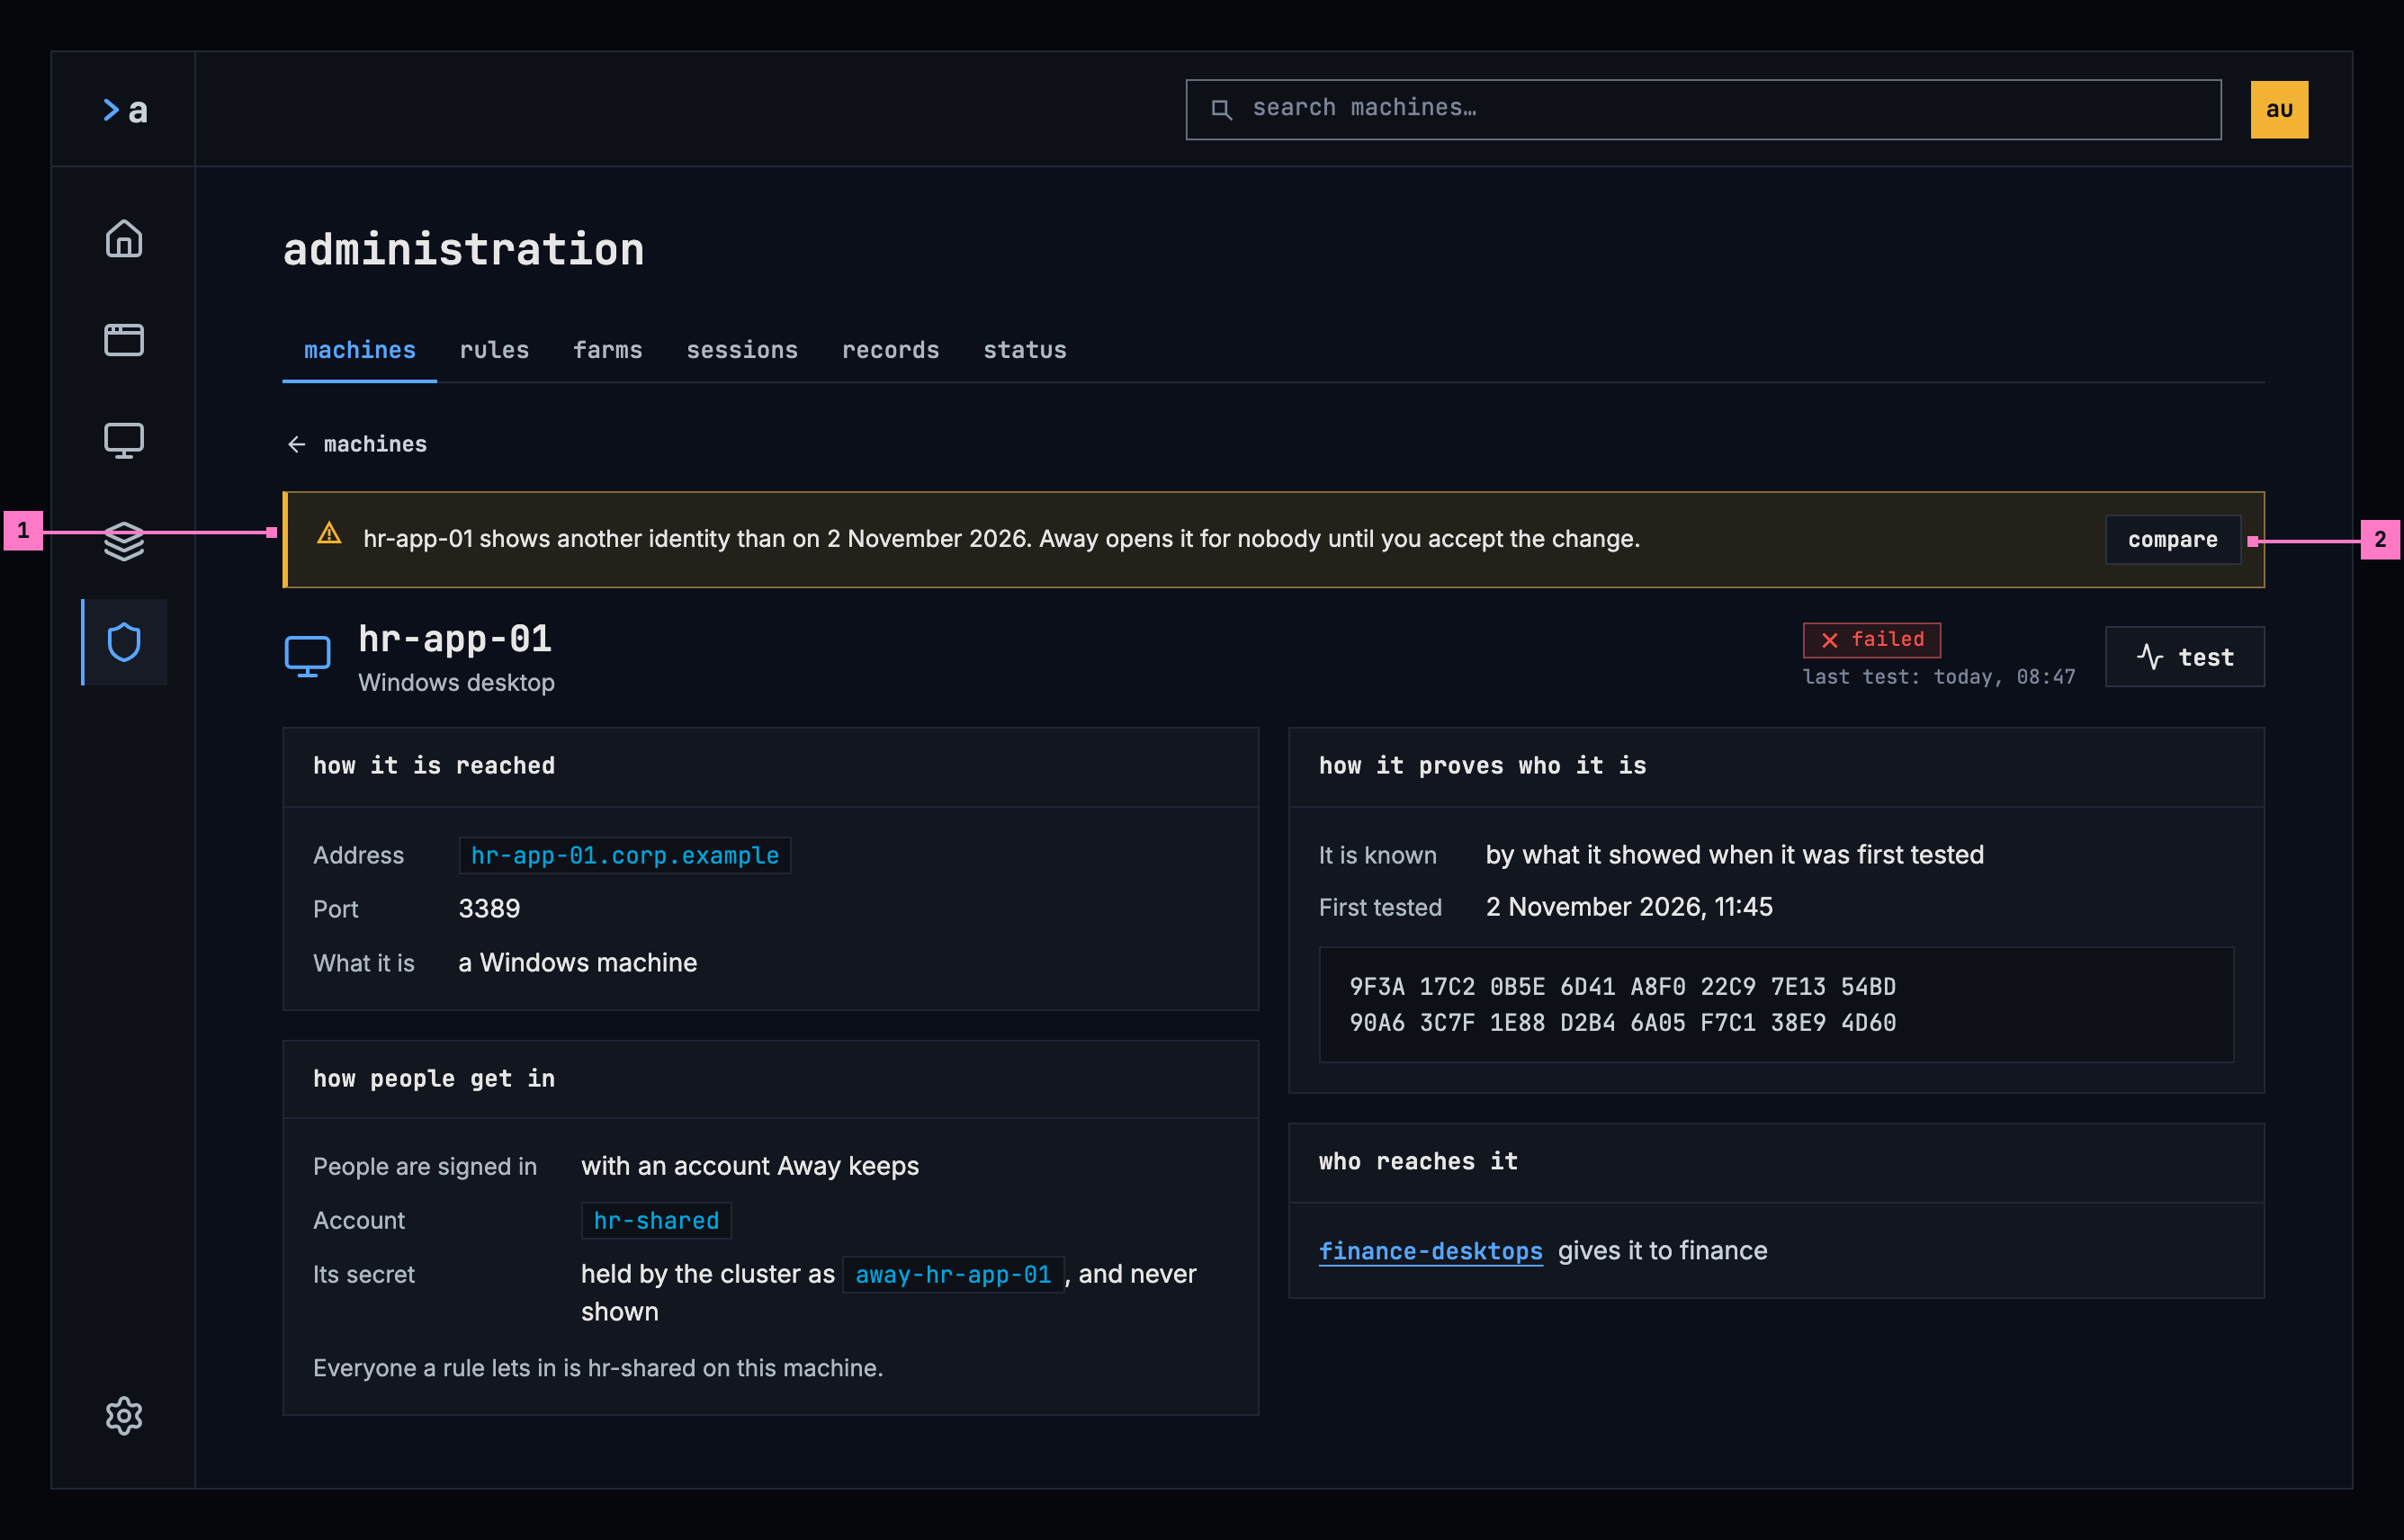 > a
search machines…
au
administration
machines rules farms sessions records status
← machines
1
hr-app-01 shows another identity than on 2 November 2026. Away opens it for nobody until you accept the change.
compare
2
hr-app-01
Windows desktop
failed
last test: today, 08:47
test
how it is reached
Address hr-app-01.corp.example
Port 3389
What it is a Windows machine
how people get in
People are signed in with an account Away keeps
Account hr-shared
Its secret held by the cluster as away-hr-app-01, and never
shown
Everyone a rule lets in is hr-shared on this machine.
how it proves who it is
It is known by what it showed when it was first tested
First tested 2 November 2026, 11:45
9F3A 17C2 0B5E 6D41 A8F0 22C9 7E13 54BD
90A6 3C7F 1E88 D2B4 6A05 F7C1 38E9 4D60
who reaches it
finance-desktops gives it to finance